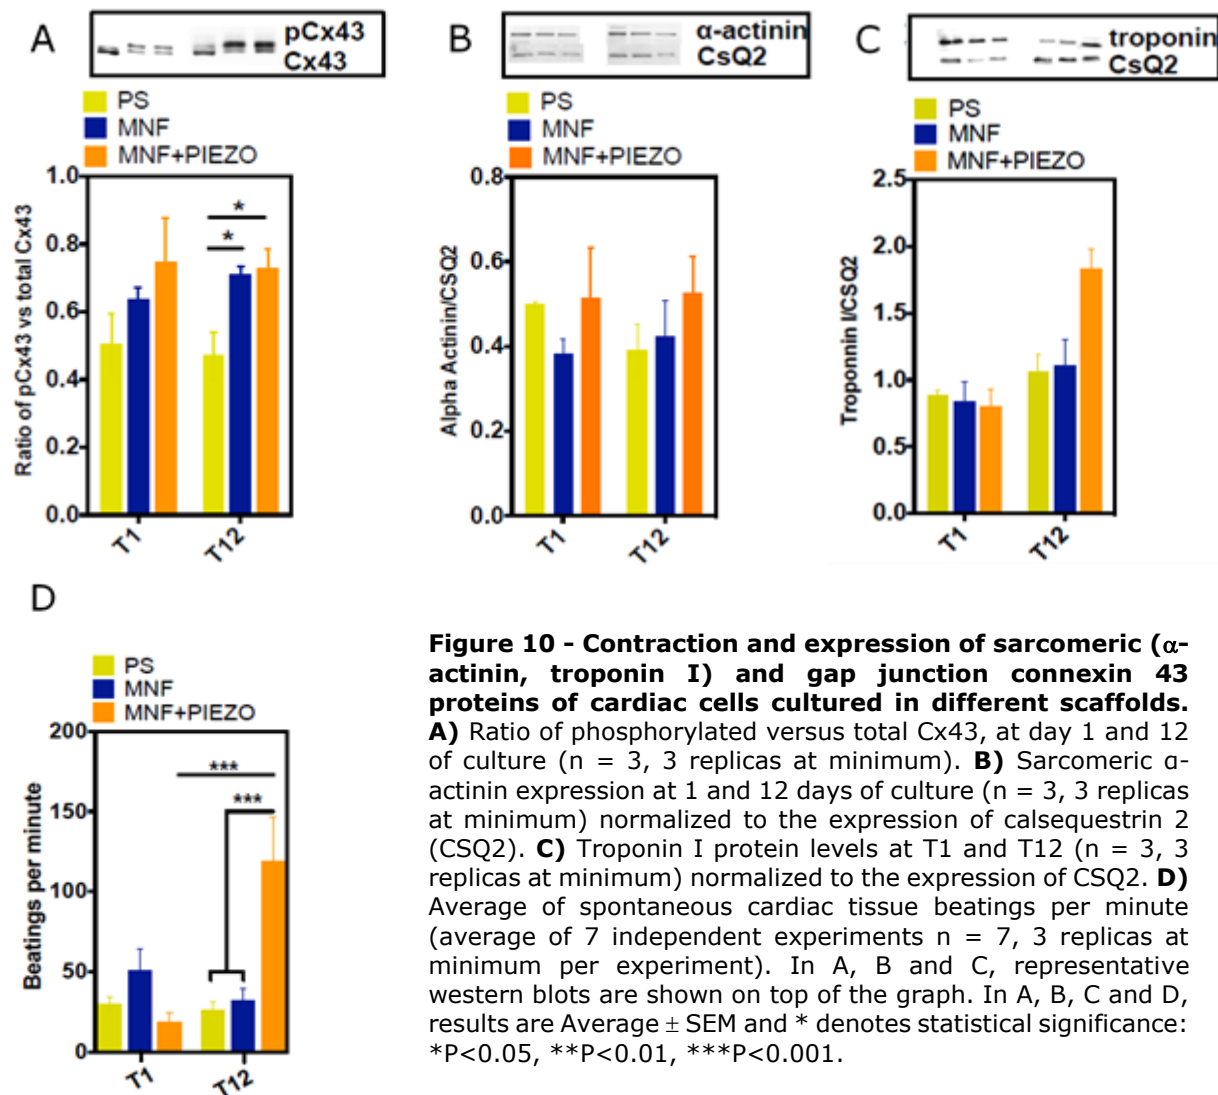 A
pCx43
Cx43
PS
MNF
MNF+PIEZO
Ratio of pCx43 vs total Cx43
1.0
0.8
0.6
0.4
0.2
0.0
*
*
T1
T12
B
α-actinin
CsQ2
PS
MNF
MNF+PIEZO
Alpha Actinin/CSQ2
0.8
0.6
0.4
0.2
0.0
T1
T12
C
troponin
CsQ2
PS
MNF
MNF+PIEZO
Troponnin I/CSQ2
2.5
2.0
1.5
1.0
0.5
0.0
T1
T12
D
PS
MNF
MNF+PIEZO
Beatings per minute
200
150
100
50
0
***
***
T1
T12
Figure 10 - Contraction and expression of sarcomeric (α-
actinin, troponin I) and gap junction connexin 43
proteins of cardiac cells cultured in different scaffolds.
A) Ratio of phosphorylated versus total Cx43, at day 1 and 12
of culture (n = 3, 3 replicas at minimum). B) Sarcomeric α-
actinin expression at 1 and 12 days of culture (n = 3, 3 replicas
at minimum) normalized to the expression of calsequestrin 2
(CSQ2). C) Troponin I protein levels at T1 and T12 (n = 3, 3
replicas at minimum) normalized to the expression of CSQ2. D)
Average of spontaneous cardiac tissue beatings per minute
(average of 7 independent experiments n = 7, 3 replicas at
minimum per experiment). In A, B and C, representative
western blots are shown on top of the graph. In A, B, C and D,
results are Average ± SEM and * denotes statistical significance:
*P<0.05, **P<0.01, ***P<0.001.